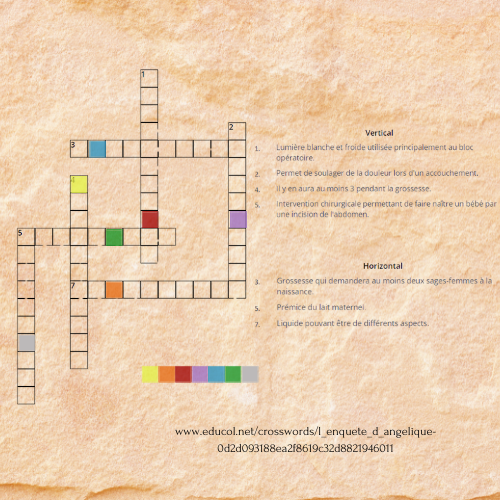 1
2
3
4
5
7
Vertical
1. Lumière blanche et froide utilisée principalement au bloc
opératoire
2. Permet de soulager de la douleur lors d'un accouchement.
4. Il y en aura au moins 3 pendant la grossesse.
5. Intervention chirurgicale permettant de faire naître un bébé par
une incision de l'abdomen.
Horizontal
3. Grossesse qui demandera au moins deux sages-femmes à la
naissance.
5. Prémice du lait maternel.
7. Liquide pouvant être de différents aspects.
www.educol.net/crosswords/l_enquete_d_angelique-
0d2d093188ea2f8619c32d8821946011